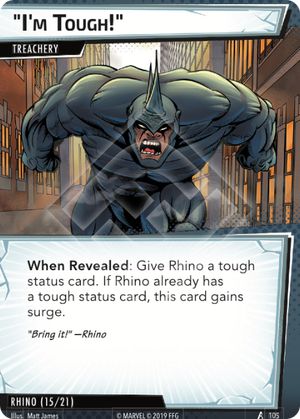 "I'm Tough!"
TREACHERY
When Revealed: Give Rhino a tough
status card. If Rhino already has
a tough status card, this card gains
surge.
"Bring it!" —Rhino
RHINO (15/21)
Illus. Matt James © MARVEL © 2019 FFG 105